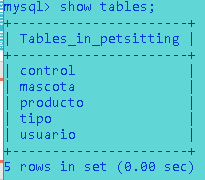 mysql> show tables;
+----------------------+
| Tables_in_petsitting |
+----------------------+
| control              |
| mascota              |
| producto             |
| tipo                 |
| usuario              |
+----------------------+
5 rows in set (0.00 sec)